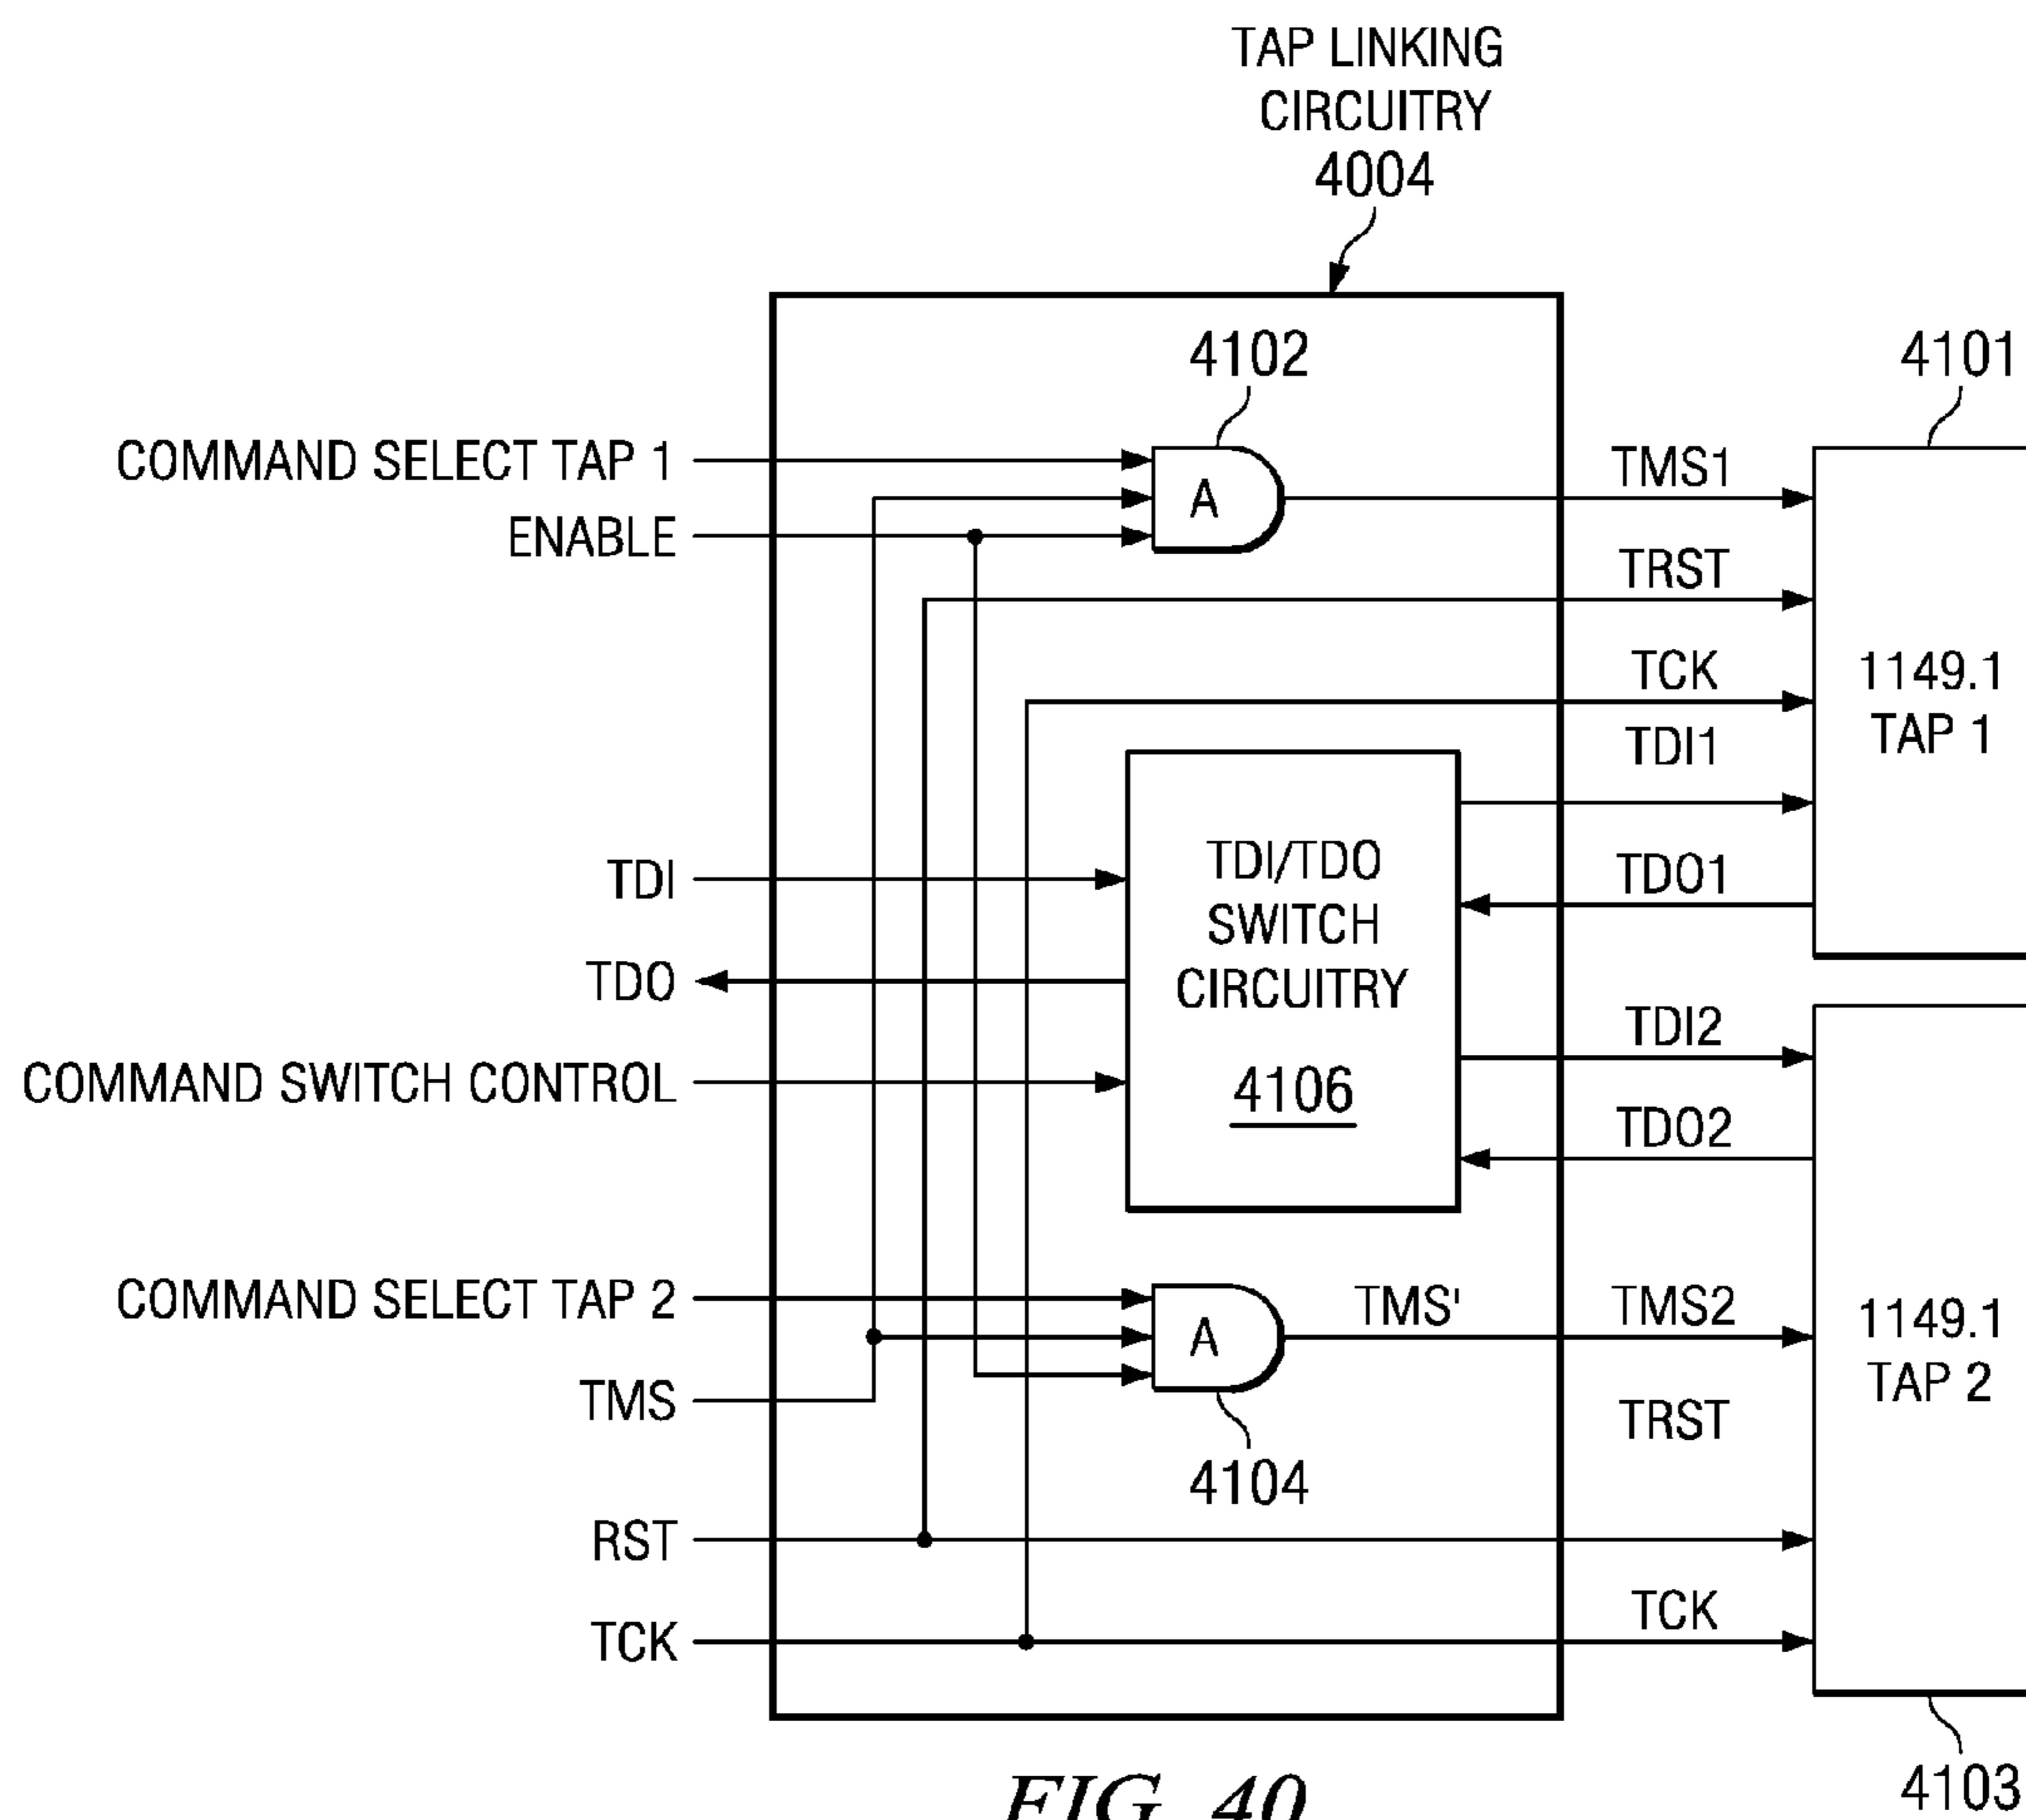 TAP LINKING
CIRCUITRY
4004
4102
4101
COMMAND SELECT TAP 1
A
TMS1
ENABLE
TRST
TCK
1149.1
TAP 1
TDI1
TDI
TDI/TDO
SWITCH
CIRCUITRY
4106
TDO1
TDO
TDI2
COMMAND SWITCH CONTROL
TDO2
COMMAND SELECT TAP 2
A
TMS'
TMS2
1149.1
TAP 2
TMS
TRST
4104
RST
TCK
TCK
4103
FIG. 40